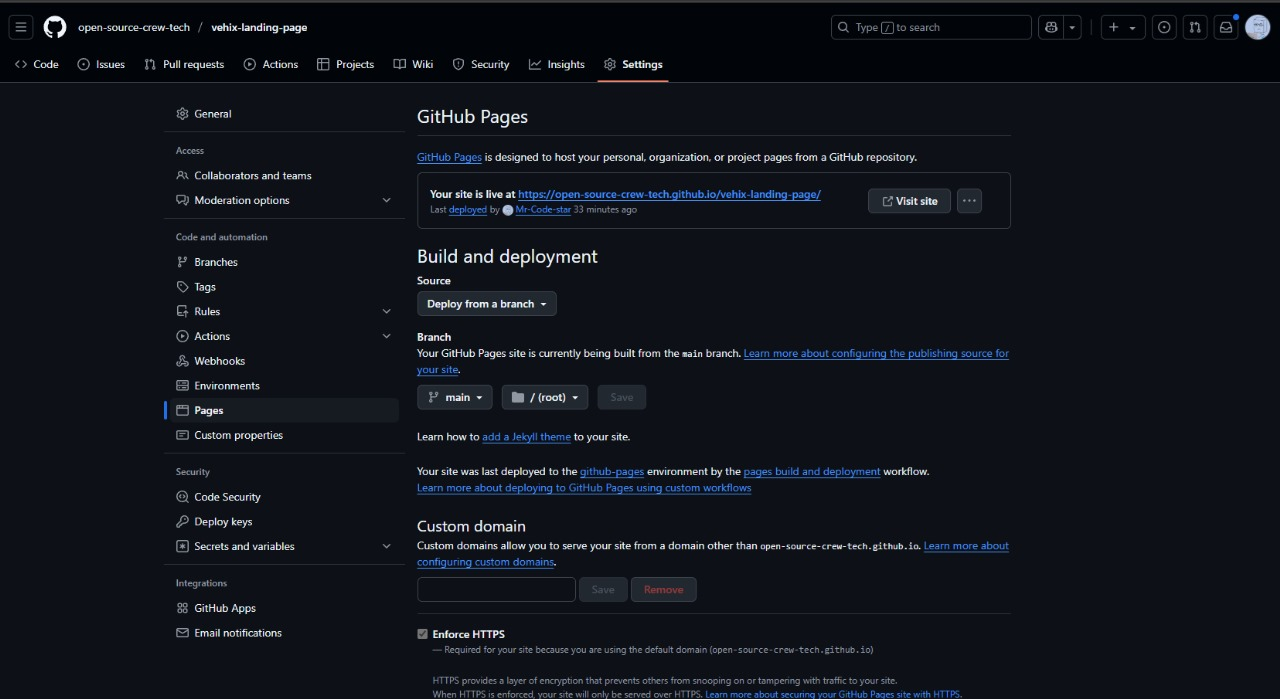 open-source-crew-tech / vehix-landing-page
Type / to search
Code Issues Pull requests Actions Projects Wiki Security Insights Settings
General
Access
Collaborators and teams
Moderation options
Code and automation
Branches
Tags
Rules
Actions
Webhooks
Environments
Pages
Custom properties
Security
Code Security
Deploy keys
Secrets and variables
Integrations
GitHub Apps
Email notifications
GitHub Pages
GitHub Pages is designed to host your personal, organization, or project pages from a GitHub repository.
Your site is live at https://open-source-crew-tech.github.io/vehix-landing-page/
Last deployed by Mr-Code-star 33 minutes ago
Visit site
Build and deployment
Source
Deploy from a branch
Branch
Your GitHub Pages site is currently being built from the main branch. Learn more about configuring the publishing source for
your site.
main / (root) Save
Learn how to add a Jekyll theme to your site.
Your site was last deployed to the github-pages environment by the pages build and deployment workflow.
Learn more about deploying to GitHub Pages using custom workflows
Custom domain
Custom domains allow you to serve your site from a domain other than open-source-crew-tech.github.io. Learn more about
configuring custom domains.
Save Remove
Enforce HTTPS
— Required for your site because you are using the default domain (open-source-crew-tech.github.io)
HTTPS provides a layer of encryption that prevents others from snooping on or tampering with traffic to your site.
When HTTPS is enforced, your site will only be served over HTTPS. Learn more about securing your GitHub Pages site with HTTPS.